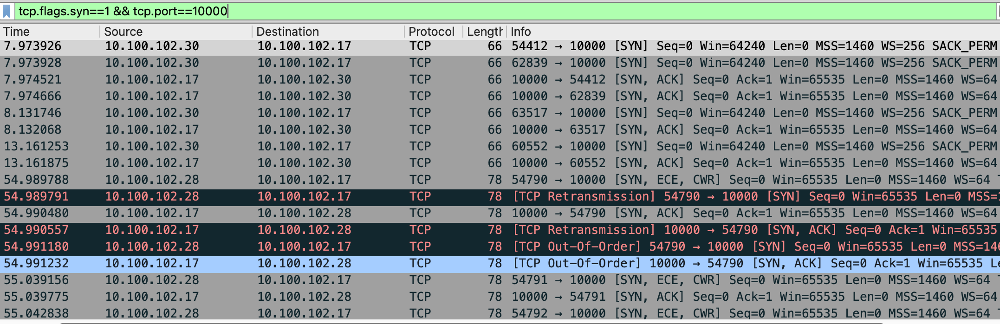 tcp.flags.syn==1 && tcp.port==10000
Time Source Destination Protocol Length Info
7.973926 10.100.102.30 10.100.102.17 TCP 66 54412 → 10000 [SYN] Seq=0 Win=64240 Len=0 MSS=1460 WS=256 SACK_PERM
7.973928 10.100.102.30 10.100.102.17 TCP 66 62839 → 10000 [SYN] Seq=0 Win=64240 Len=0 MSS=1460 WS=256 SACK_PERM
7.974521 10.100.102.17 10.100.102.30 TCP 66 10000 → 54412 [SYN, ACK] Seq=0 Ack=1 Win=65535 Len=0 MSS=1460 WS=64
7.974666 10.100.102.17 10.100.102.30 TCP 66 10000 → 62839 [SYN, ACK] Seq=0 Ack=1 Win=65535 Len=0 MSS=1460 WS=64
8.131746 10.100.102.30 10.100.102.17 TCP 66 63517 → 10000 [SYN] Seq=0 Win=64240 Len=0 MSS=1460 WS=256 SACK_PERM
8.132068 10.100.102.17 10.100.102.30 TCP 66 10000 → 63517 [SYN, ACK] Seq=0 Ack=1 Win=65535 Len=0 MSS=1460 WS=64
13.161253 10.100.102.30 10.100.102.17 TCP 66 60552 → 10000 [SYN] Seq=0 Win=64240 Len=0 MSS=1460 WS=256 SACK_PERM
13.161875 10.100.102.17 10.100.102.30 TCP 66 10000 → 60552 [SYN, ACK] Seq=0 Ack=1 Win=65535 Len=0 MSS=1460 WS=64
54.989788 10.100.102.28 10.100.102.17 TCP 78 54790 → 10000 [SYN, ECE, CWR] Seq=0 Win=65535 Len=0 MSS=1460 WS=64
54.989791 10.100.102.28 10.100.102.17 TCP 78 [TCP Retransmission] 54790 → 10000 [SYN] Seq=0 Win=65535 Len=0 MSS=
54.990480 10.100.102.17 10.100.102.28 TCP 78 10000 → 54790 [SYN, ACK] Seq=0 Ack=1 Win=65535 Len=0 MSS=1460 WS=64
54.990557 10.100.102.17 10.100.102.28 TCP 78 [TCP Retransmission] 10000 → 54790 [SYN, ACK] Seq=0 Ack=1 Win=65535
54.991180 10.100.102.28 10.100.102.17 TCP 78 [TCP Out-Of-Order] 54790 → 10000 [SYN] Seq=0 Win=65535 Len=0 MSS=14
54.991232 10.100.102.17 10.100.102.28 TCP 78 [TCP Out-Of-Order] 10000 → 54790 [SYN, ACK] Seq=0 Ack=1 Win=65535
55.039156 10.100.102.28 10.100.102.17 TCP 78 54791 → 10000 [SYN, ECE, CWR] Seq=0 Win=65535 Len=0 MSS=1460 WS=64
55.039775 10.100.102.17 10.100.102.28 TCP 78 10000 → 54791 [SYN, ACK] Seq=0 Ack=1 Win=65535 Len=0 MSS=1460 WS=64
55.042838 10.100.102.28 10.100.102.17 TCP 78 54792 → 10000 [SYN, ECE, CWR] Seq=0 Win=65535 Len=0 MSS=1460 WS=64